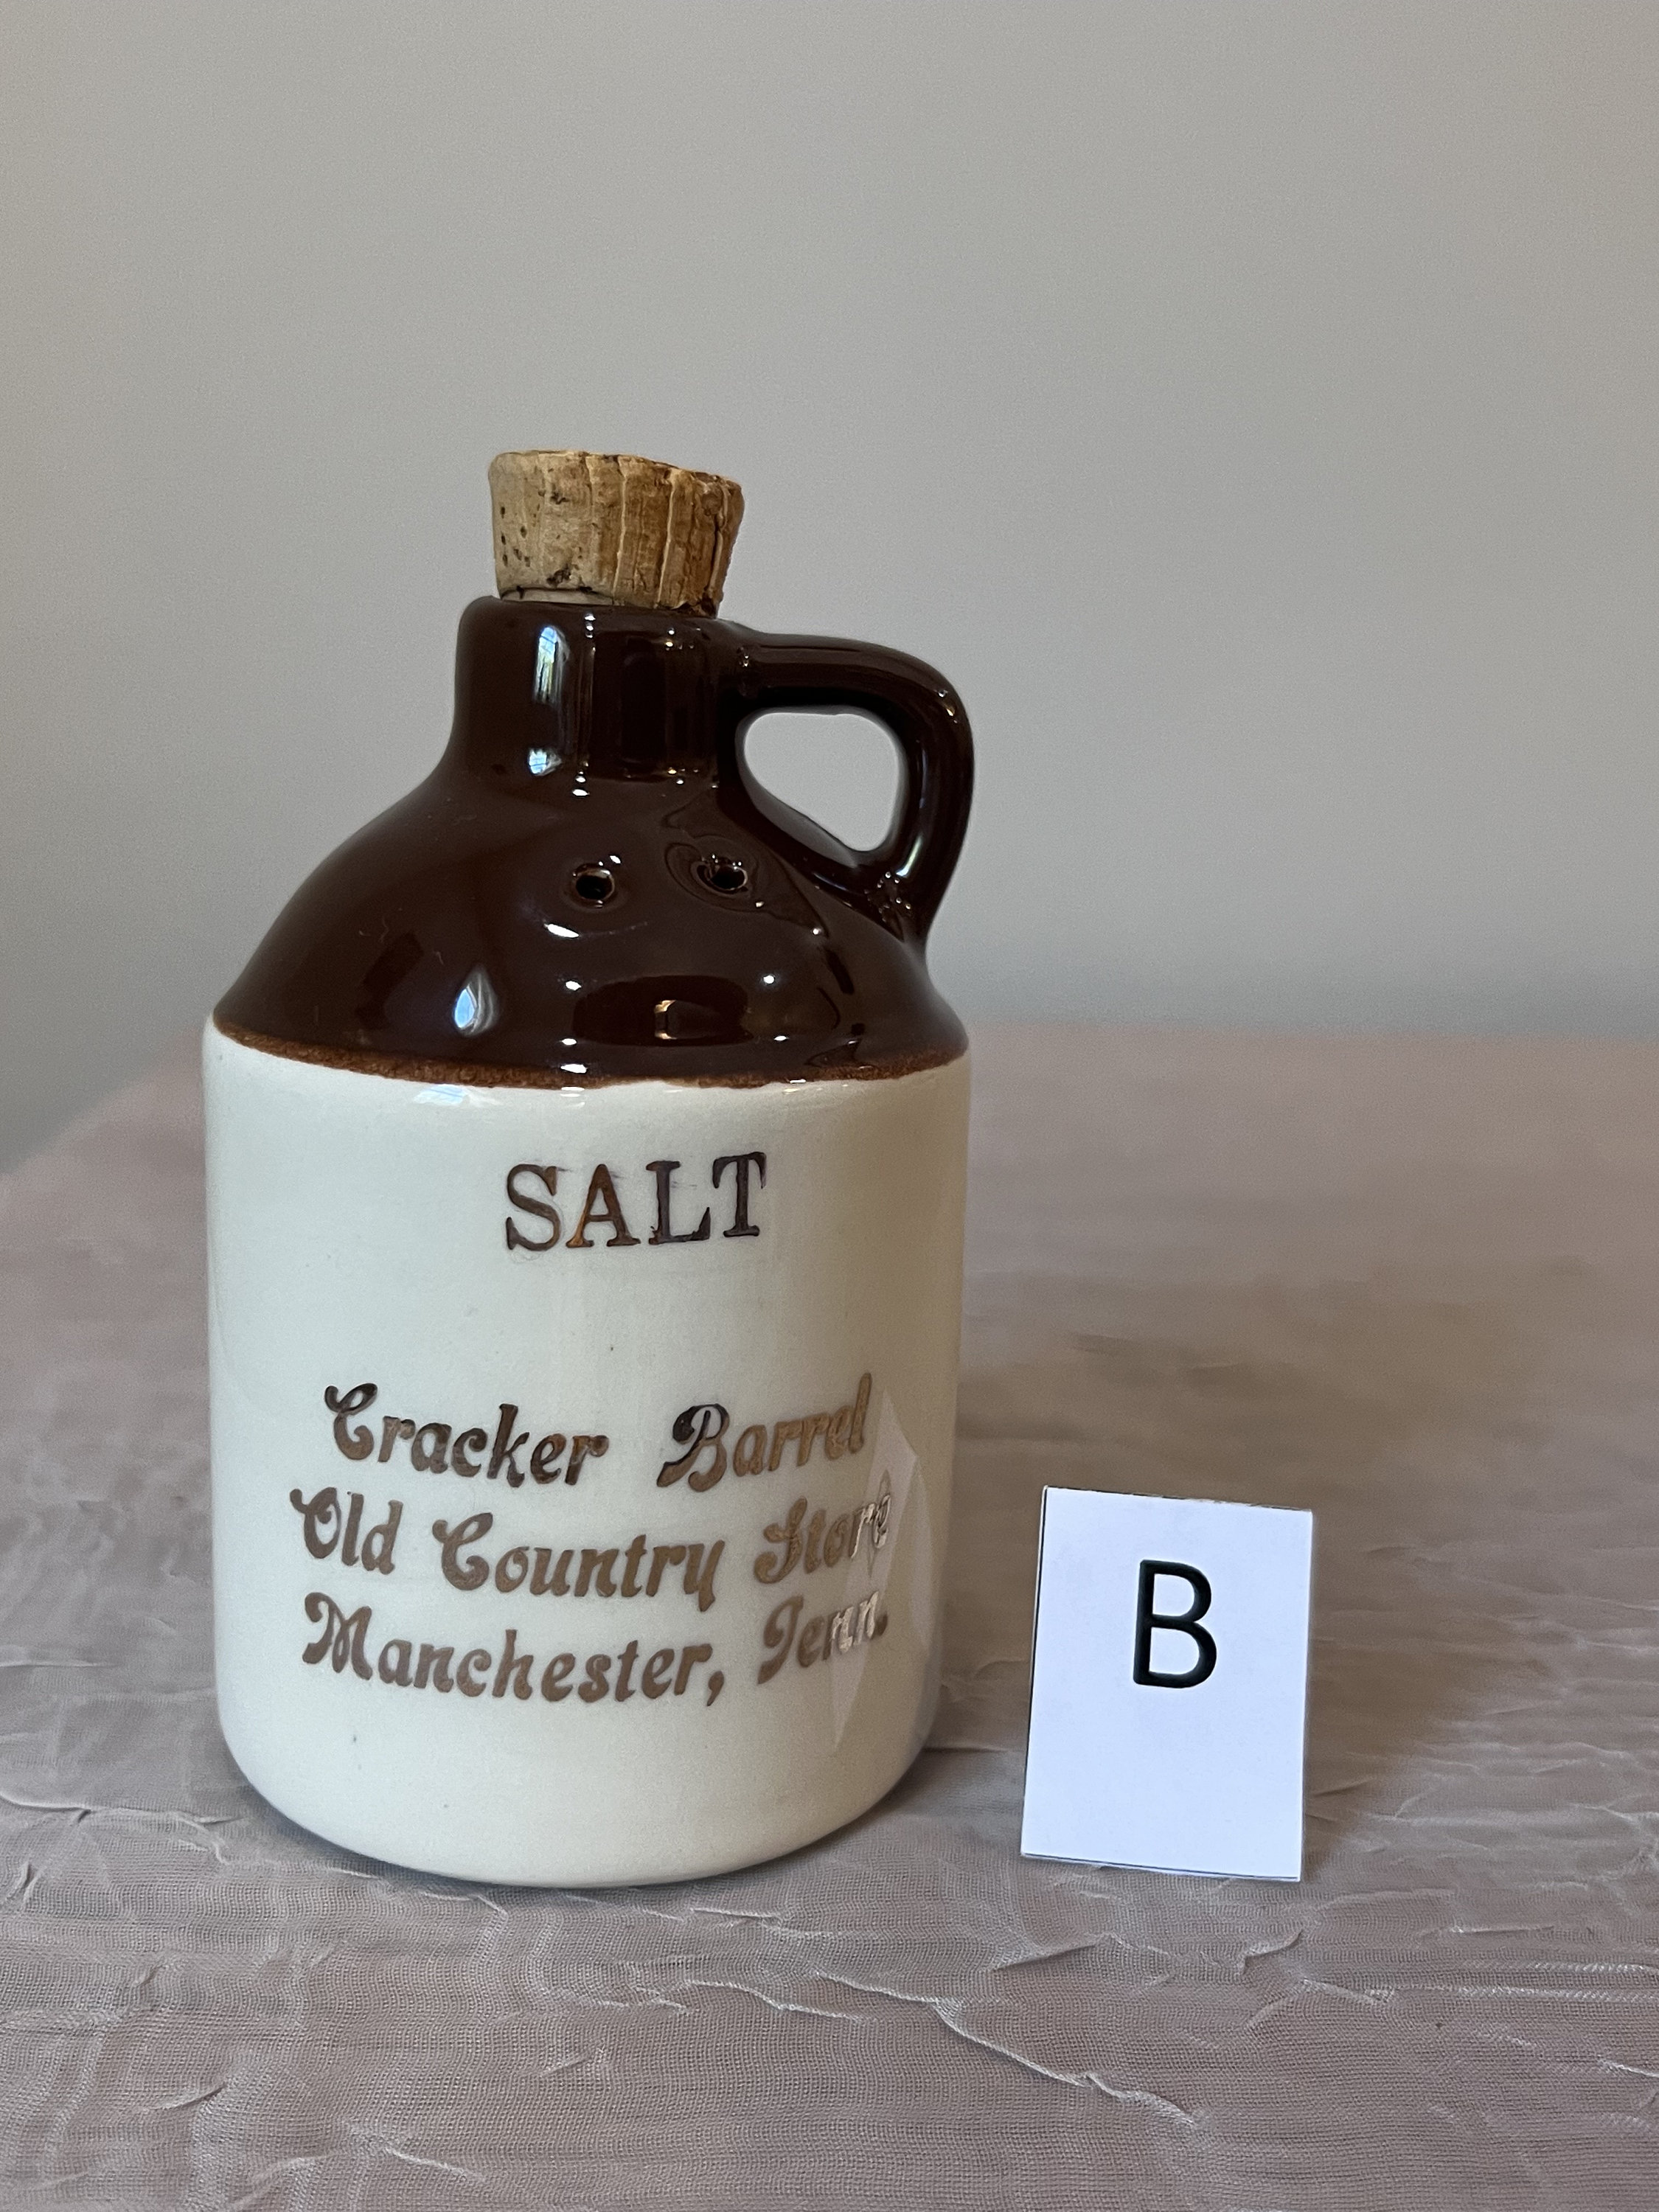 SALT
Cracker Barrel
Old Country Store
Manchester, Tenn.
B